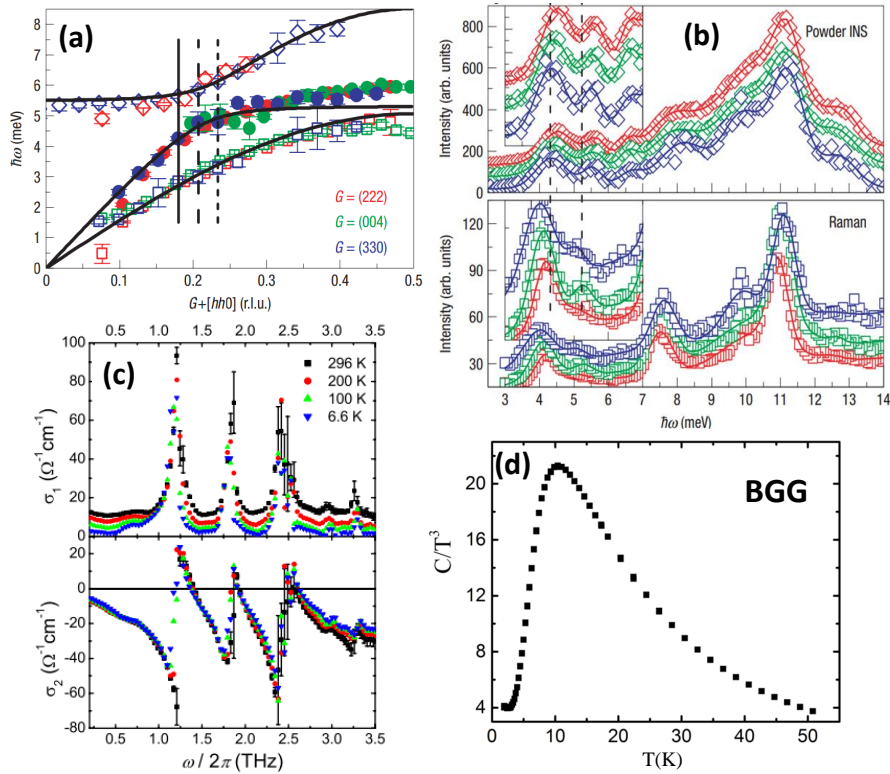 (a)
ħω (meV)
8
7
6
5
4
3
2
1
0
G = (222)
G = (004)
G = (330)
0 0.1 0.2 0.3 0.4 0.5
G+[hh0] (r.l.u.)
(b)
Powder INS
Intensity (arb. units)
800
600
400
200
0
Raman
Intensity (arb. units)
120
90
60
30
3 4 5 6 7 8 9 10 11 12 13 14
ħω (meV)
0.5 1.0 1.5 2.0 2.5 3.0 3.5
(c)
296 K
200 K
100 K
6.6 K
σ1 (Ω-1cm-1)
100
80
60
40
20
0
σ2 (Ω-1cm-1)
20
0
-20
-40
-60
-80
0.5 1.0 1.5 2.0 2.5 3.0 3.5
ω / 2π (THz)
(d)
BGG
C/T3
20
16
12
8
4
0 10 20 30 40 50
T(K)